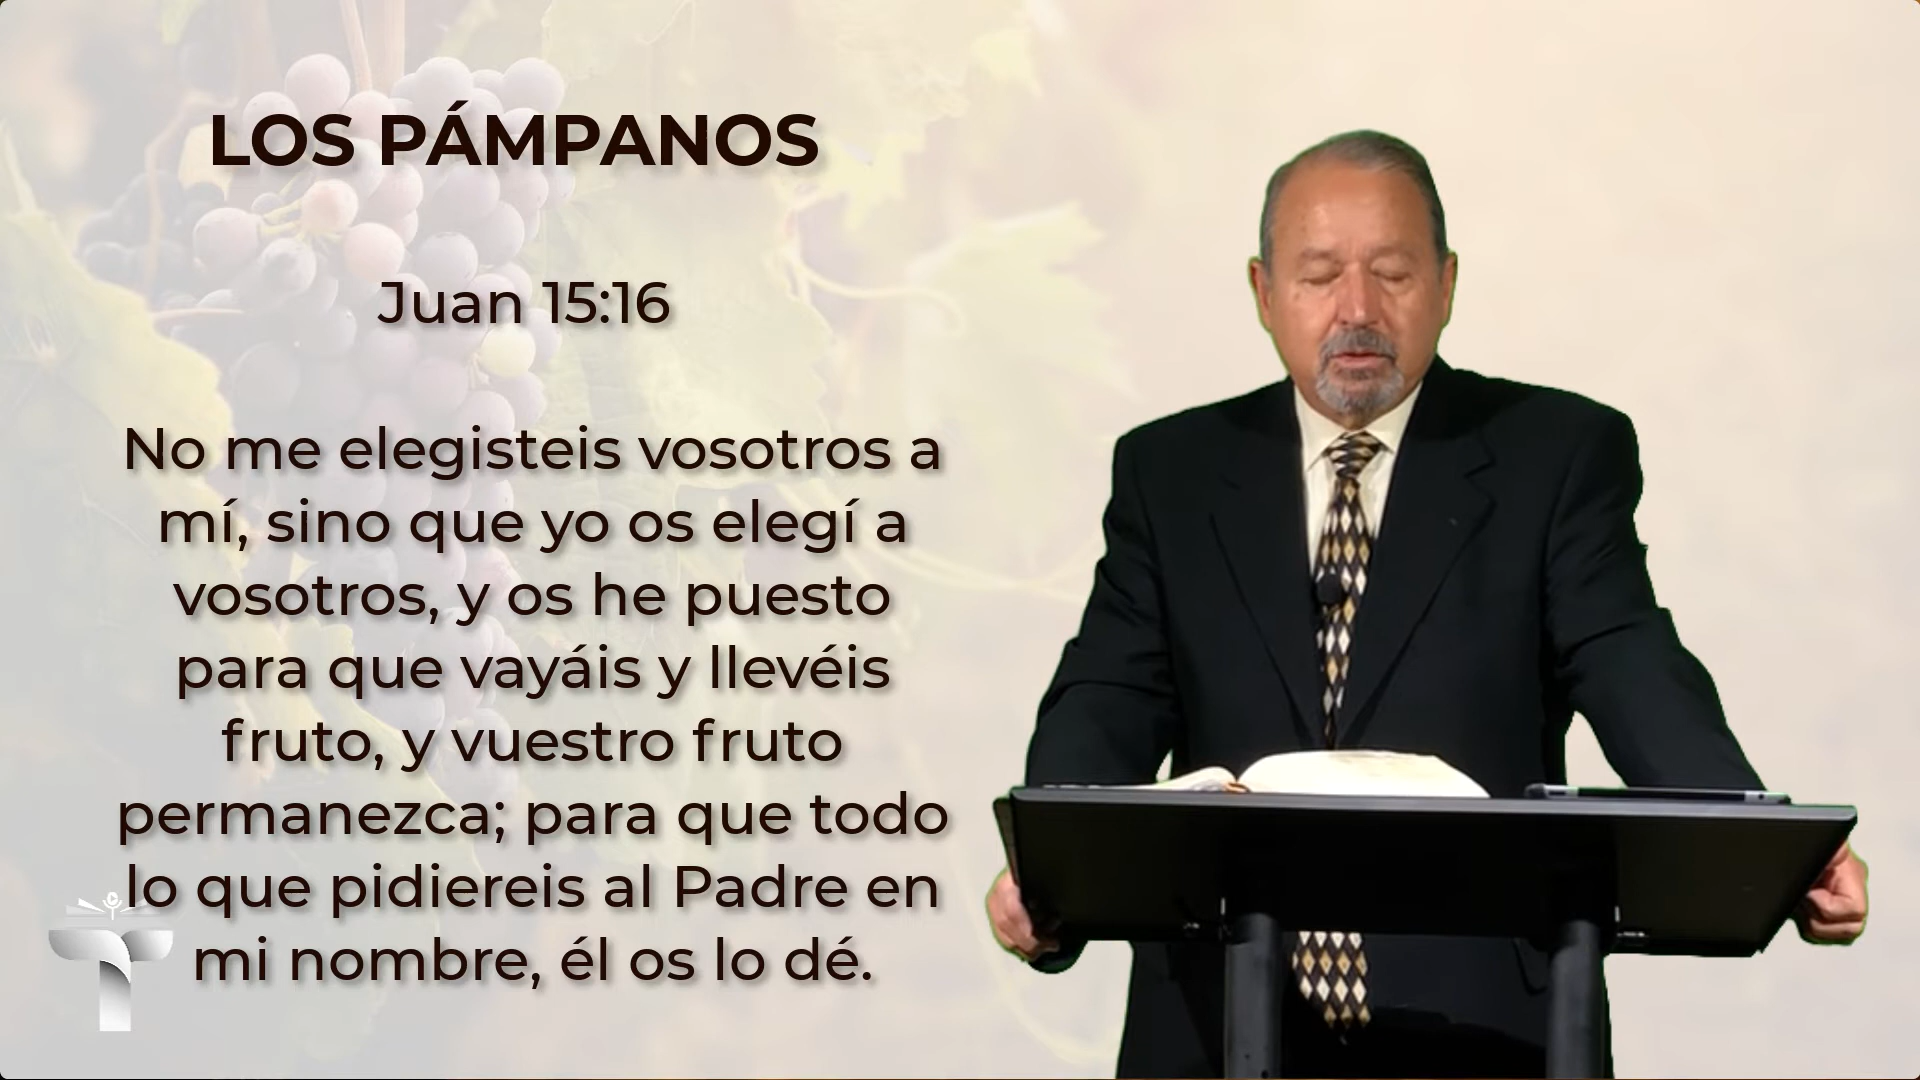 LOS PÁMPANOS
Juan 15:16
No me elegisteis vosotros a
mí, sino que yo os elegí a
vosotros, y os he puesto
para que vayáis y llevéis
fruto, y vuestro fruto
permanezca; para que todo
lo que pidiereis al Padre en
mi nombre, él os lo dé.